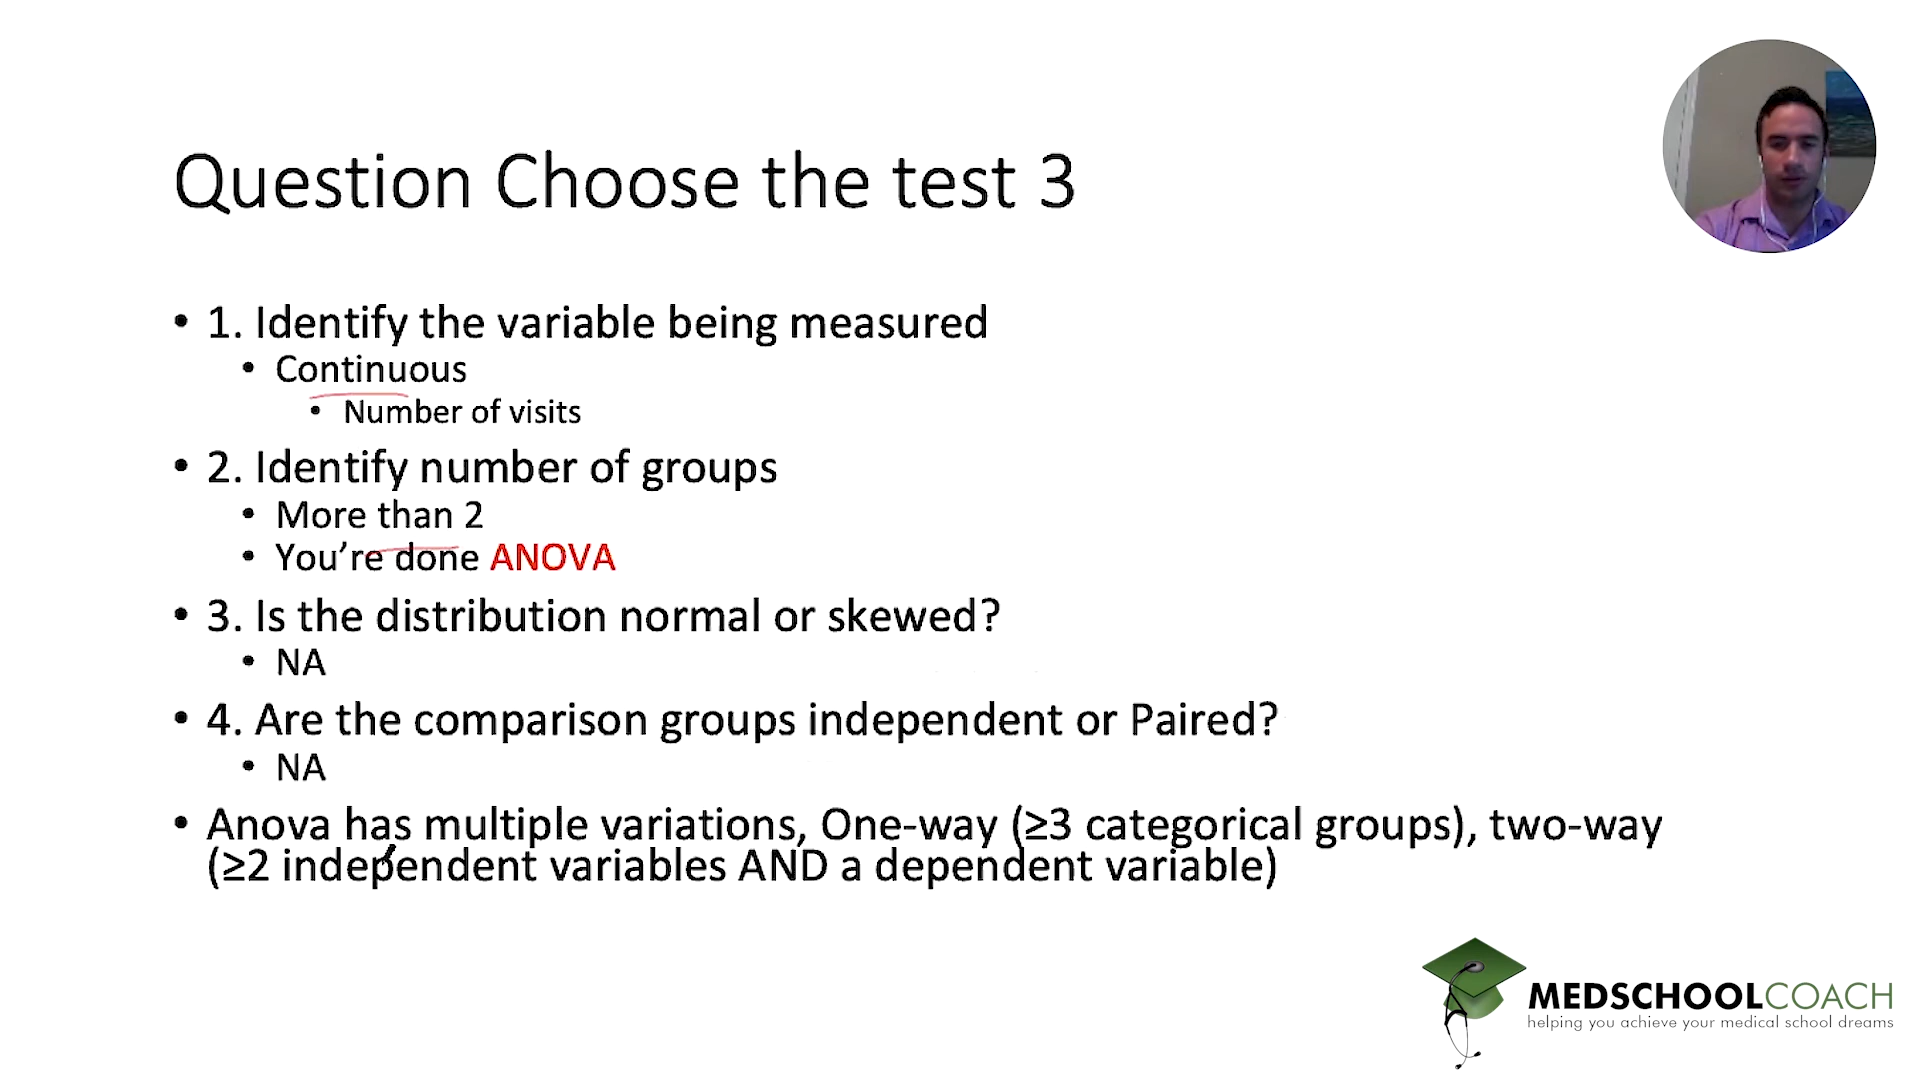 Question Choose the test 3
• 1. Identify the variable being measured
• Continuous
• Number of visits
• 2. Identify number of groups
• More than 2
• You’re done ANOVA
• 3. Is the distribution normal or skewed?
• NA
• 4. Are the comparison groups independent or Paired?
• NA
• Anova has multiple variations, One-way (≥3 categorical groups), two-way
(≥2 independent variables AND a dependent variable)
MEDSCHOOLCOACH
helping you achieve your medical school dreams